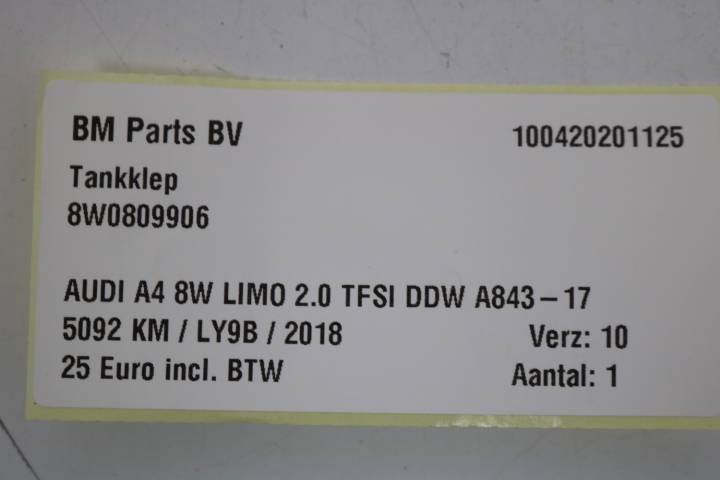 BM Parts BV 100420201125
Tankklep
8W0809906
AUDI A4 8W LIMO 2.0 TFSI DDW A843-17
5092 KM / LY9B / 2018 Verz: 10
25 Euro incl. BTW Aantal: 1